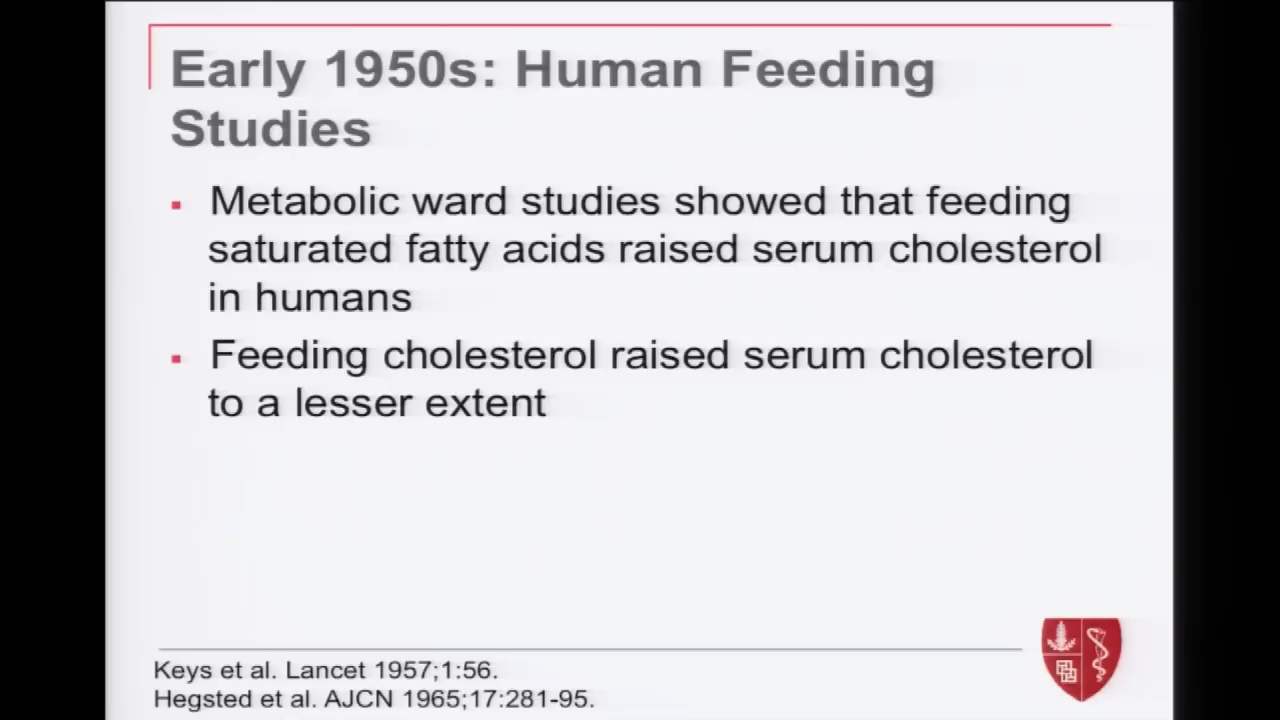 Early 1950s: Human Feeding
Studies
▪ Metabolic ward studies showed that feeding
saturated fatty acids raised serum cholesterol
in humans
▪ Feeding cholesterol raised serum cholesterol
to a lesser extent
Keys et al. Lancet 1957;1:56.
Hegsted et al. AJCN 1965;17:281-95.